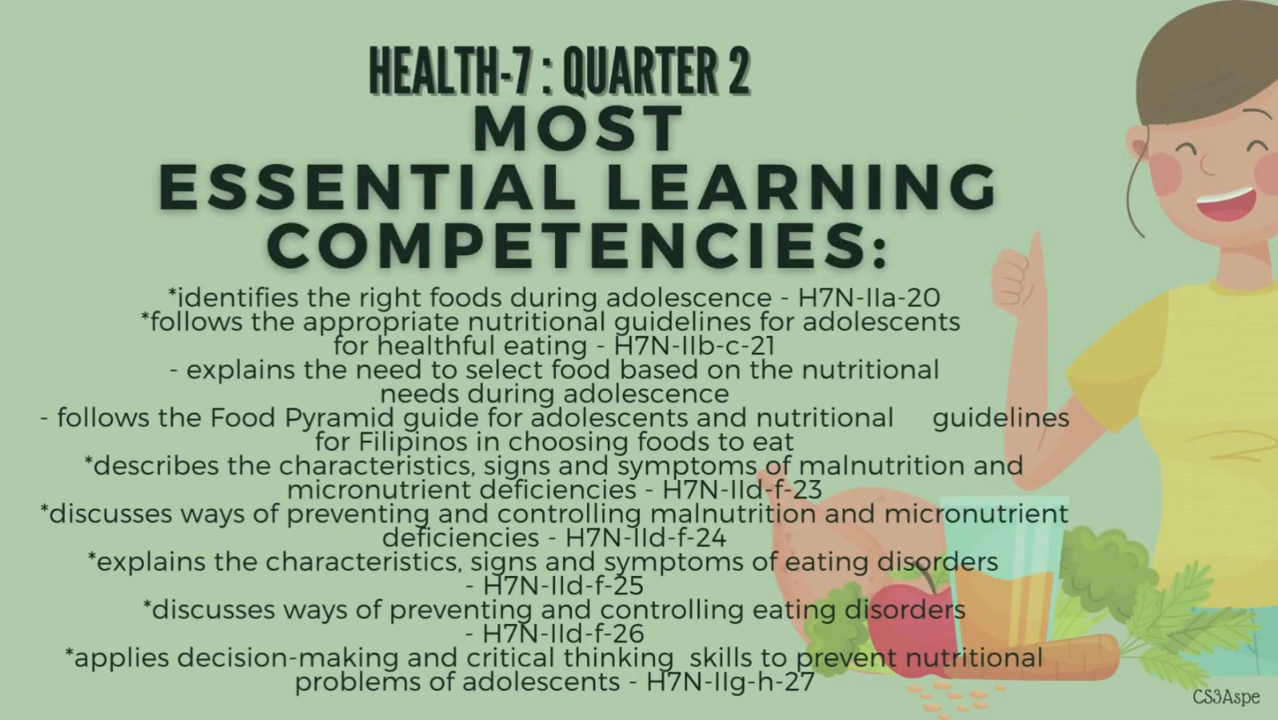 HEALTH-7 : QUARTER 2
MOST
ESSENTIAL LEARNING
COMPETENCIES:
*identifies the right foods during adolescence - H7N-IIa-20
*follows the appropriate nutritional guidelines for adolescents
for healthful eating - H7N-IIb-c-21
- explains the need to select food based on the nutritional
needs during adolescence
- follows the Food Pyramid guide for adolescents and nutritional guidelines
for Filipinos in choosing foods to eat
*describes the characteristics, signs and symptoms of malnutrition and
micronutrient deficiencies - H7N-IId-f-23
*discusses ways of preventing and controlling malnutrition and micronutrient
deficiencies - H7N-IId-f-24
*explains the characteristics, signs and symptoms of eating disorders
- H7N-IId-f-25
*discusses ways of preventing and controlling eating disorders
- H7N-IId-f-26
*applies decision-making and critical thinking skills to prevent nutritional
problems of adolescents - H7N-IIg-h-27
CS3Aspe